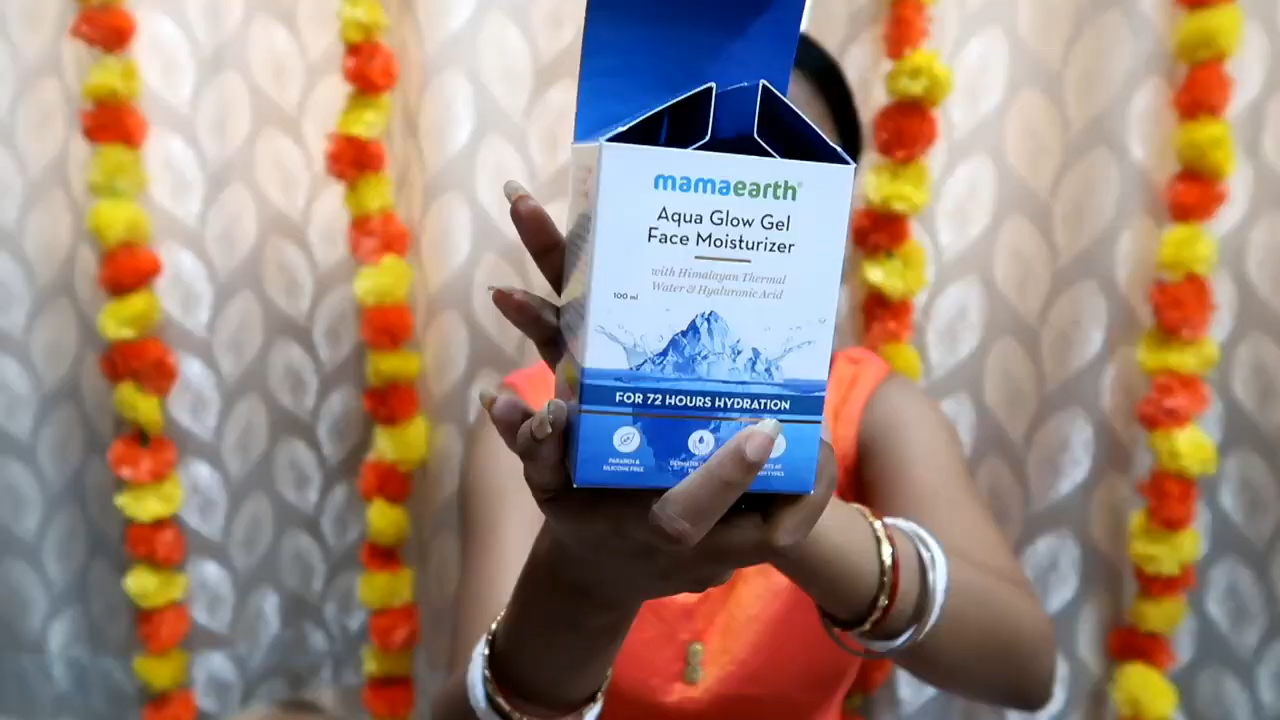 mamaearth®
Aqua Glow Gel
Face Moisturizer
with Himalayan Thermal
Water & Hyaluronic Acid
100 ml
FOR 72 HOURS HYDRATION
PARABEN &
SILICONE FREE